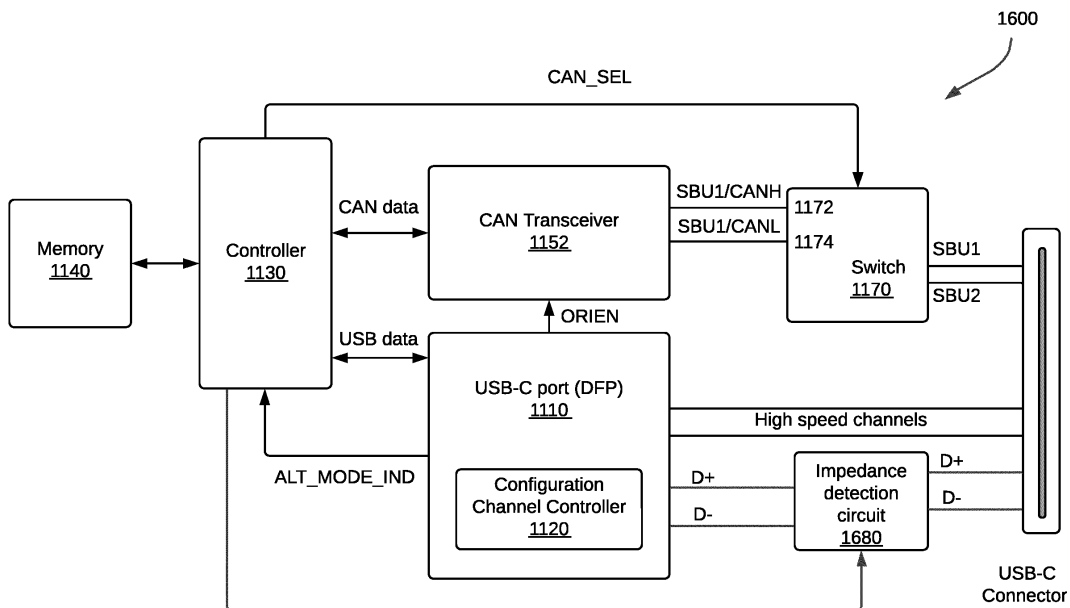 1600
CAN_SEL
Memory
1140
Controller
1130
CAN data
CAN Transceiver
1152
SBU1/CANH
SBU1/CANL
1172
1174
Switch
1170
SBU1
SBU2
ORIEN
USB data
USB-C port (DFP)
1110
High speed channels
ALT_MODE_IND
Configuration
Channel Controller
1120
D+
D-
Impedance
detection
circuit
1680
D+
D-
USB-C
Connector